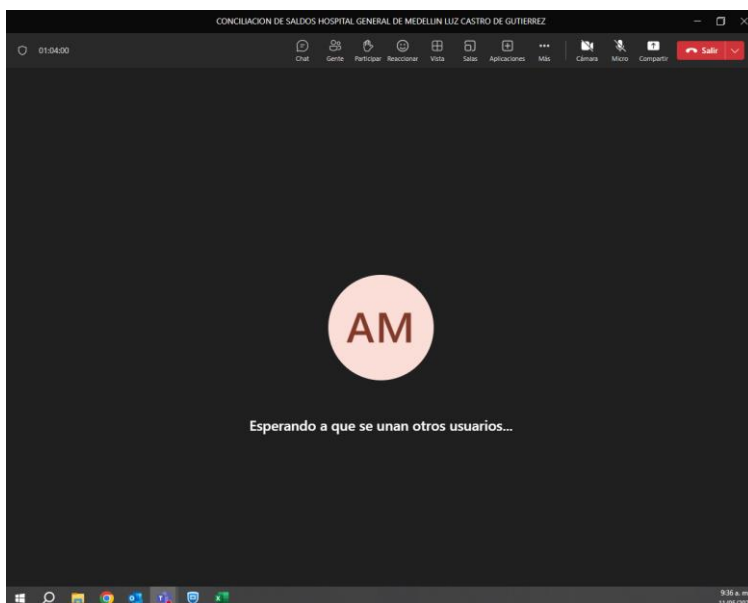 CONCILIACION DE SALDOS HOSPITAL GENERAL DE MEDELLIN LUZ CASTRO DE GUTIERREZ
01:04:00
Chat Gente Participar Reaccionar Vista Salas Aplicaciones Más Cámara Micro Compartir Salir
AM
Esperando a que se unan otros usuarios...
9:36 a. m.